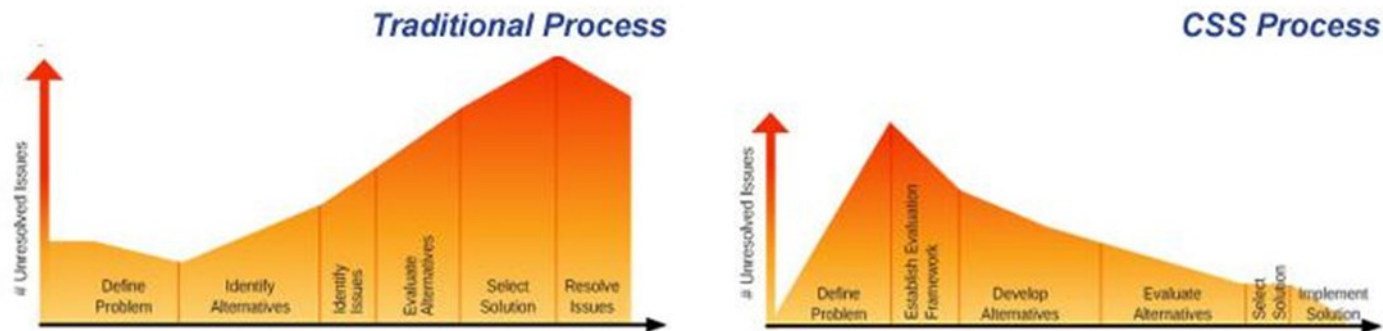 Traditional Process
# Unresolved Issues
Define
Problem
Identify
Alternatives
Identify
Issues
Evaluate
Alternatives
Select
Solution
Resolve
Issues
CSS Process
# Unresolved Issues
Define
Problem
Establish Evaluation
Framework
Develop
Alternatives
Evaluate
Alternatives
Select
Solution
Implement
Solution